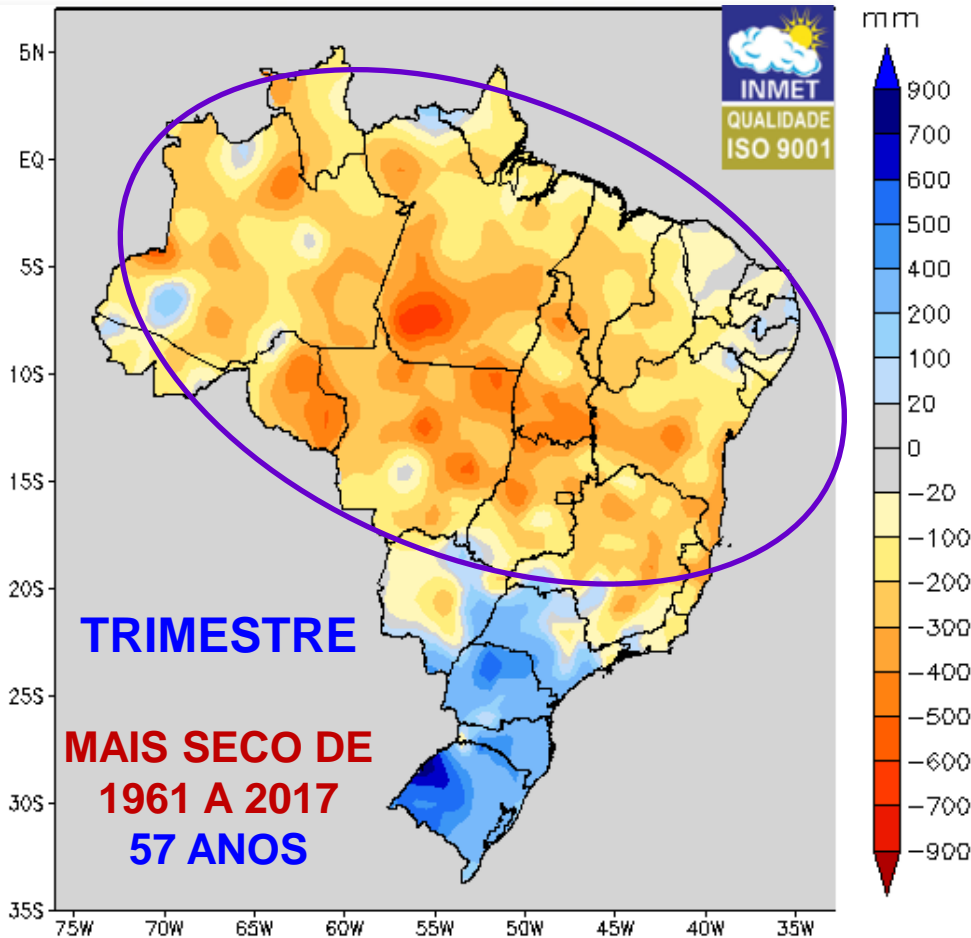 mm
INMET
QUALIDADE
ISO 9001
5N
EQ
5S
10S
15S
20S
25S
30S
35S
900
700
600
500
400
200
100
20
0
−20
−100
−200
−300
−400
−500
−600
−700
−900
TRIMESTRE
MAIS SECO DE
1961 A 2017
57 ANOS
75W 70W 65W 60W 55W 50W 45W 40W 35W